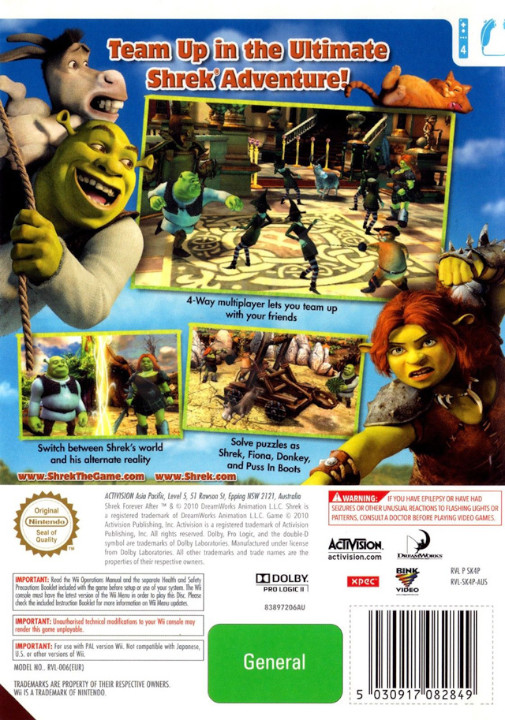 4
Team Up in the Ultimate
Shrek® Adventure!
4-Way multiplayer lets you team up
with your friends
Switch between Shrek's world
and his alternate reality
Solve puzzles as
Shrek, Fiona, Donkey,
and Puss In Boots
www.ShrekTheGame.com www.Shrek.com
Original
Nintendo
Seal of
Quality
ACTIVISION Asia Pacific, Level 5, 51 Rawson St, Epping NSW 2121, Australia
Shrek Forever After ™ & © 2010 DreamWorks Animation L.L.C. Shrek is
a registered trademark of DreamWorks Animation L.L.C. Game © 2010
Activision Publishing, Inc. Activision is a registered trademark of Activision
Publishing, Inc. All rights reserved. Dolby, Pro Logic, and the double-D
symbol are trademarks of Dolby Laboratories. Manufactured under license
from Dolby Laboratories. All other trademarks and trade names are the
properties of their respective owners.
WARNING: IF YOU HAVE EPILEPSY OR HAVE HAD
SEIZURES OR OTHER UNUSUAL REACTIONS TO FLASHING LIGHTS OR
PATTERNS, CONSULT A DOCTOR BEFORE PLAYING VIDEO GAMES.
ACTIVISION
activision.com
DREAMWORKS
DOLBY
PRO LOGIC II
83897206AU
XPEC
BINK
VIDEO
RVL P SK4P
RVL-SK4P-AUS
IMPORTANT: Read the Wii Operations Manual and the separate Health and Safety
Precautions Booklet included with the game before setup or use of your system. The Wii
console must have the latest version of the Wii Menu in order to play this Disc. Please
check the included Instruction Booklet for more information on Wii Menu updates.
IMPORTANT: Unauthorised technical modifications to your Wii console may
render this game unplayable.
IMPORTANT: For use with PAL version Wii. Not compatible with Japanese,
U.S. or other versions of Wii.
MODEL NO.: RVL-006(EUR)
TRADEMARKS ARE PROPERTY OF THEIR RESPECTIVE OWNERS.
Wii IS A TRADEMARK OF NINTENDO.
General
5 030917 082849